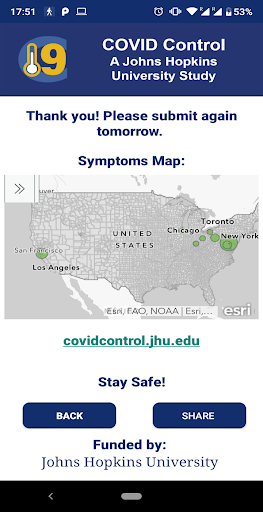 17:51
53%
19
COVID Control
A Johns Hopkins
University Study
Thank you! Please submit again
tomorrow.
Symptoms Map:
Toronto
Chicago
New York
UNITED
STATES
San Francisco
Los Angeles
Esri, FAO, NOAA | Esri,...
esri
covidcontrol.jhu.edu
Stay Safe!
BACK
SHARE
Funded by:
Johns Hopkins University